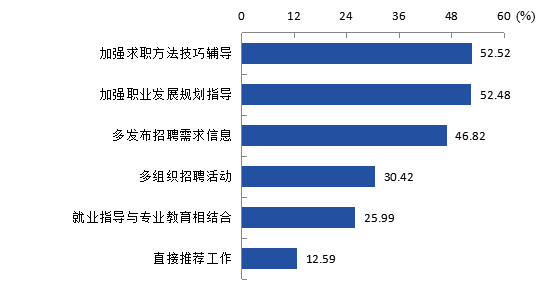 0 12 24 36 48 60 (%)
加强求职方法技巧辅导 52.52
加强职业发展规划指导 52.48
多发布招聘需求信息 46.82
多组织招聘活动 30.42
就业指导与专业教育相结合 25.99
直接推荐工作 12.59